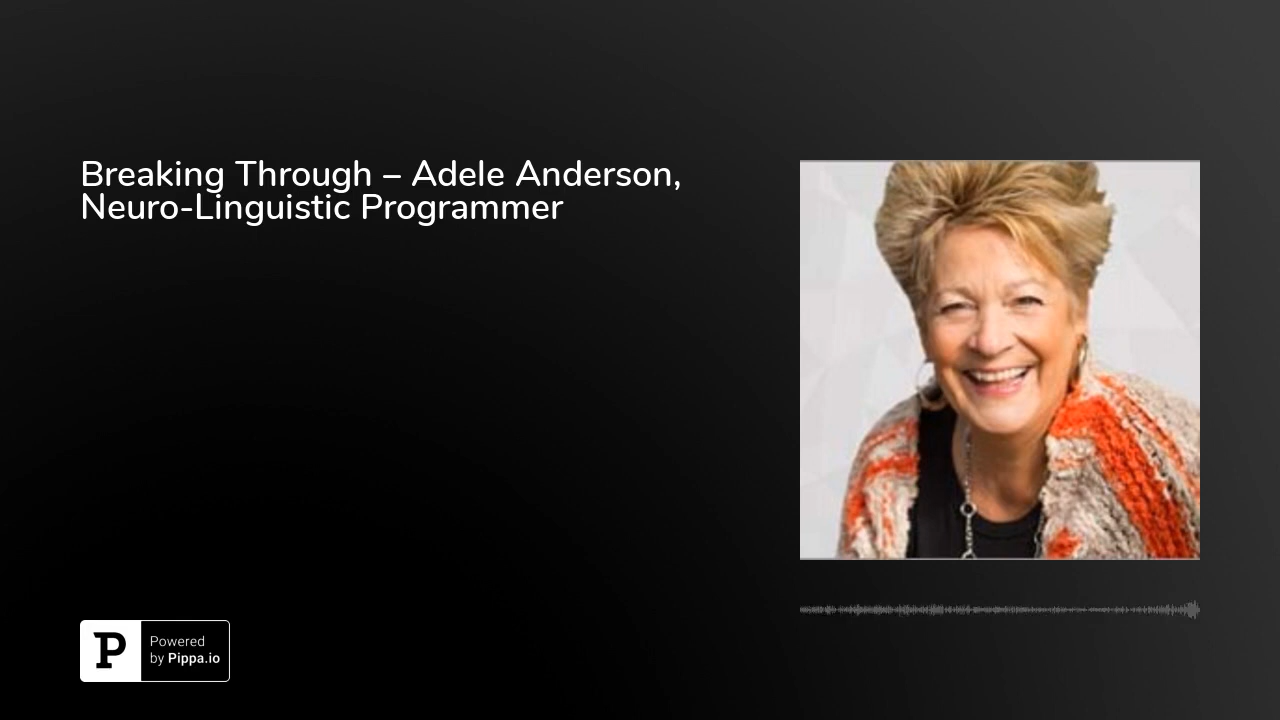 Breaking Through – Adele Anderson,
Neuro-Linguistic Programmer
P
Powered
by Pippa.io